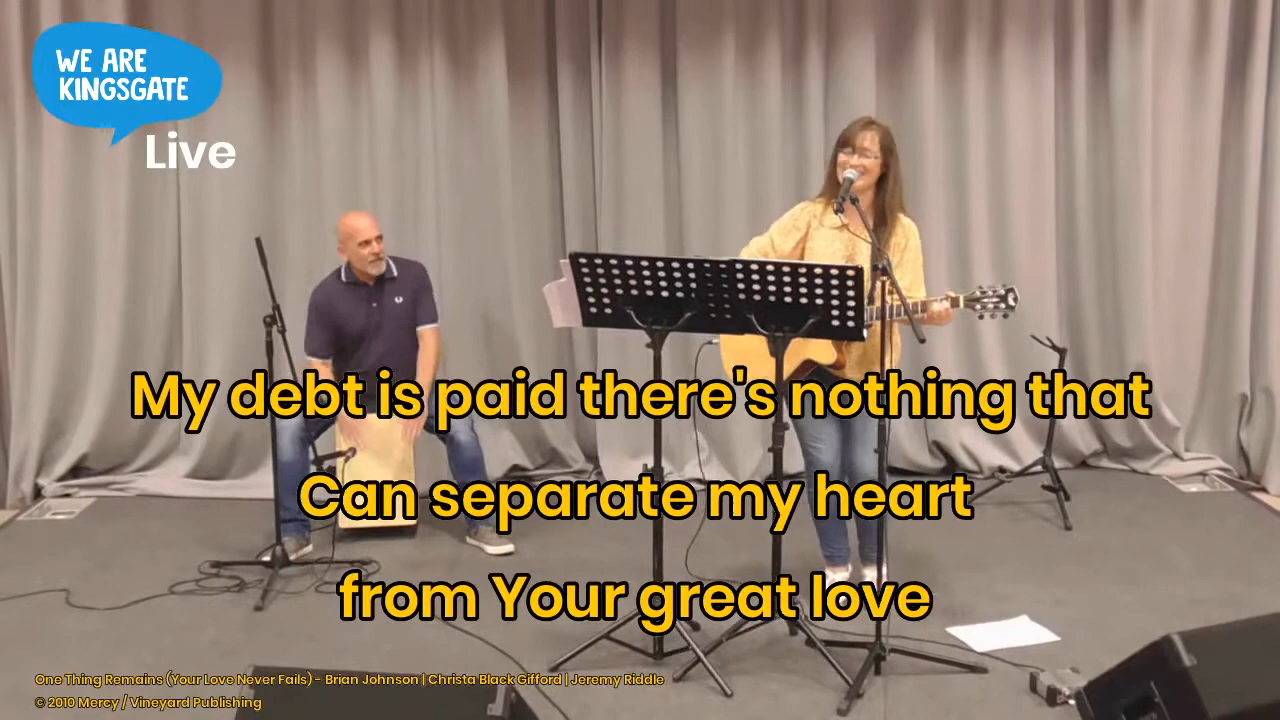 WE ARE
KINGSGATE
Live
My debt is paid there's nothing that
Can separate my heart
from Your great love
One Thing Remains (Your Love Never Fails) - Brian Johnson | Christa Black Gifford | Jeremy Riddle
© 2010 Mercy / Vineyard Publishing